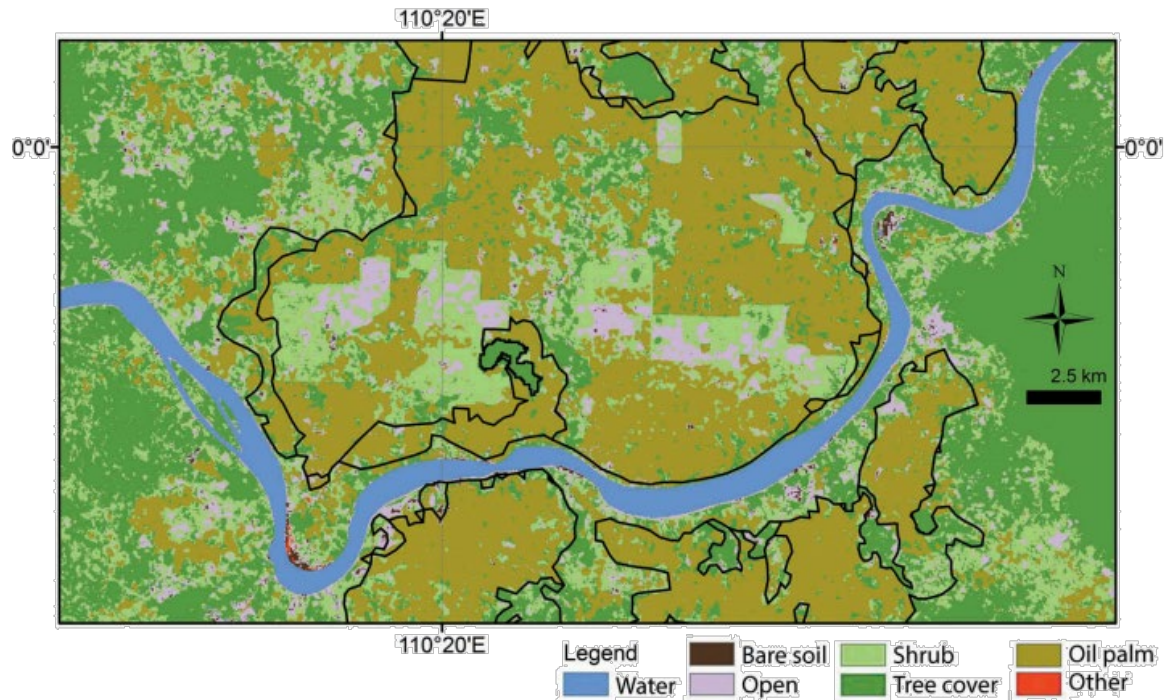 110°20'E
0°0'
0°0'
N
2.5 km
110°20'E
Legend
Bare soil
Shrub
Oil palm
Water
Open
Tree cover
Other